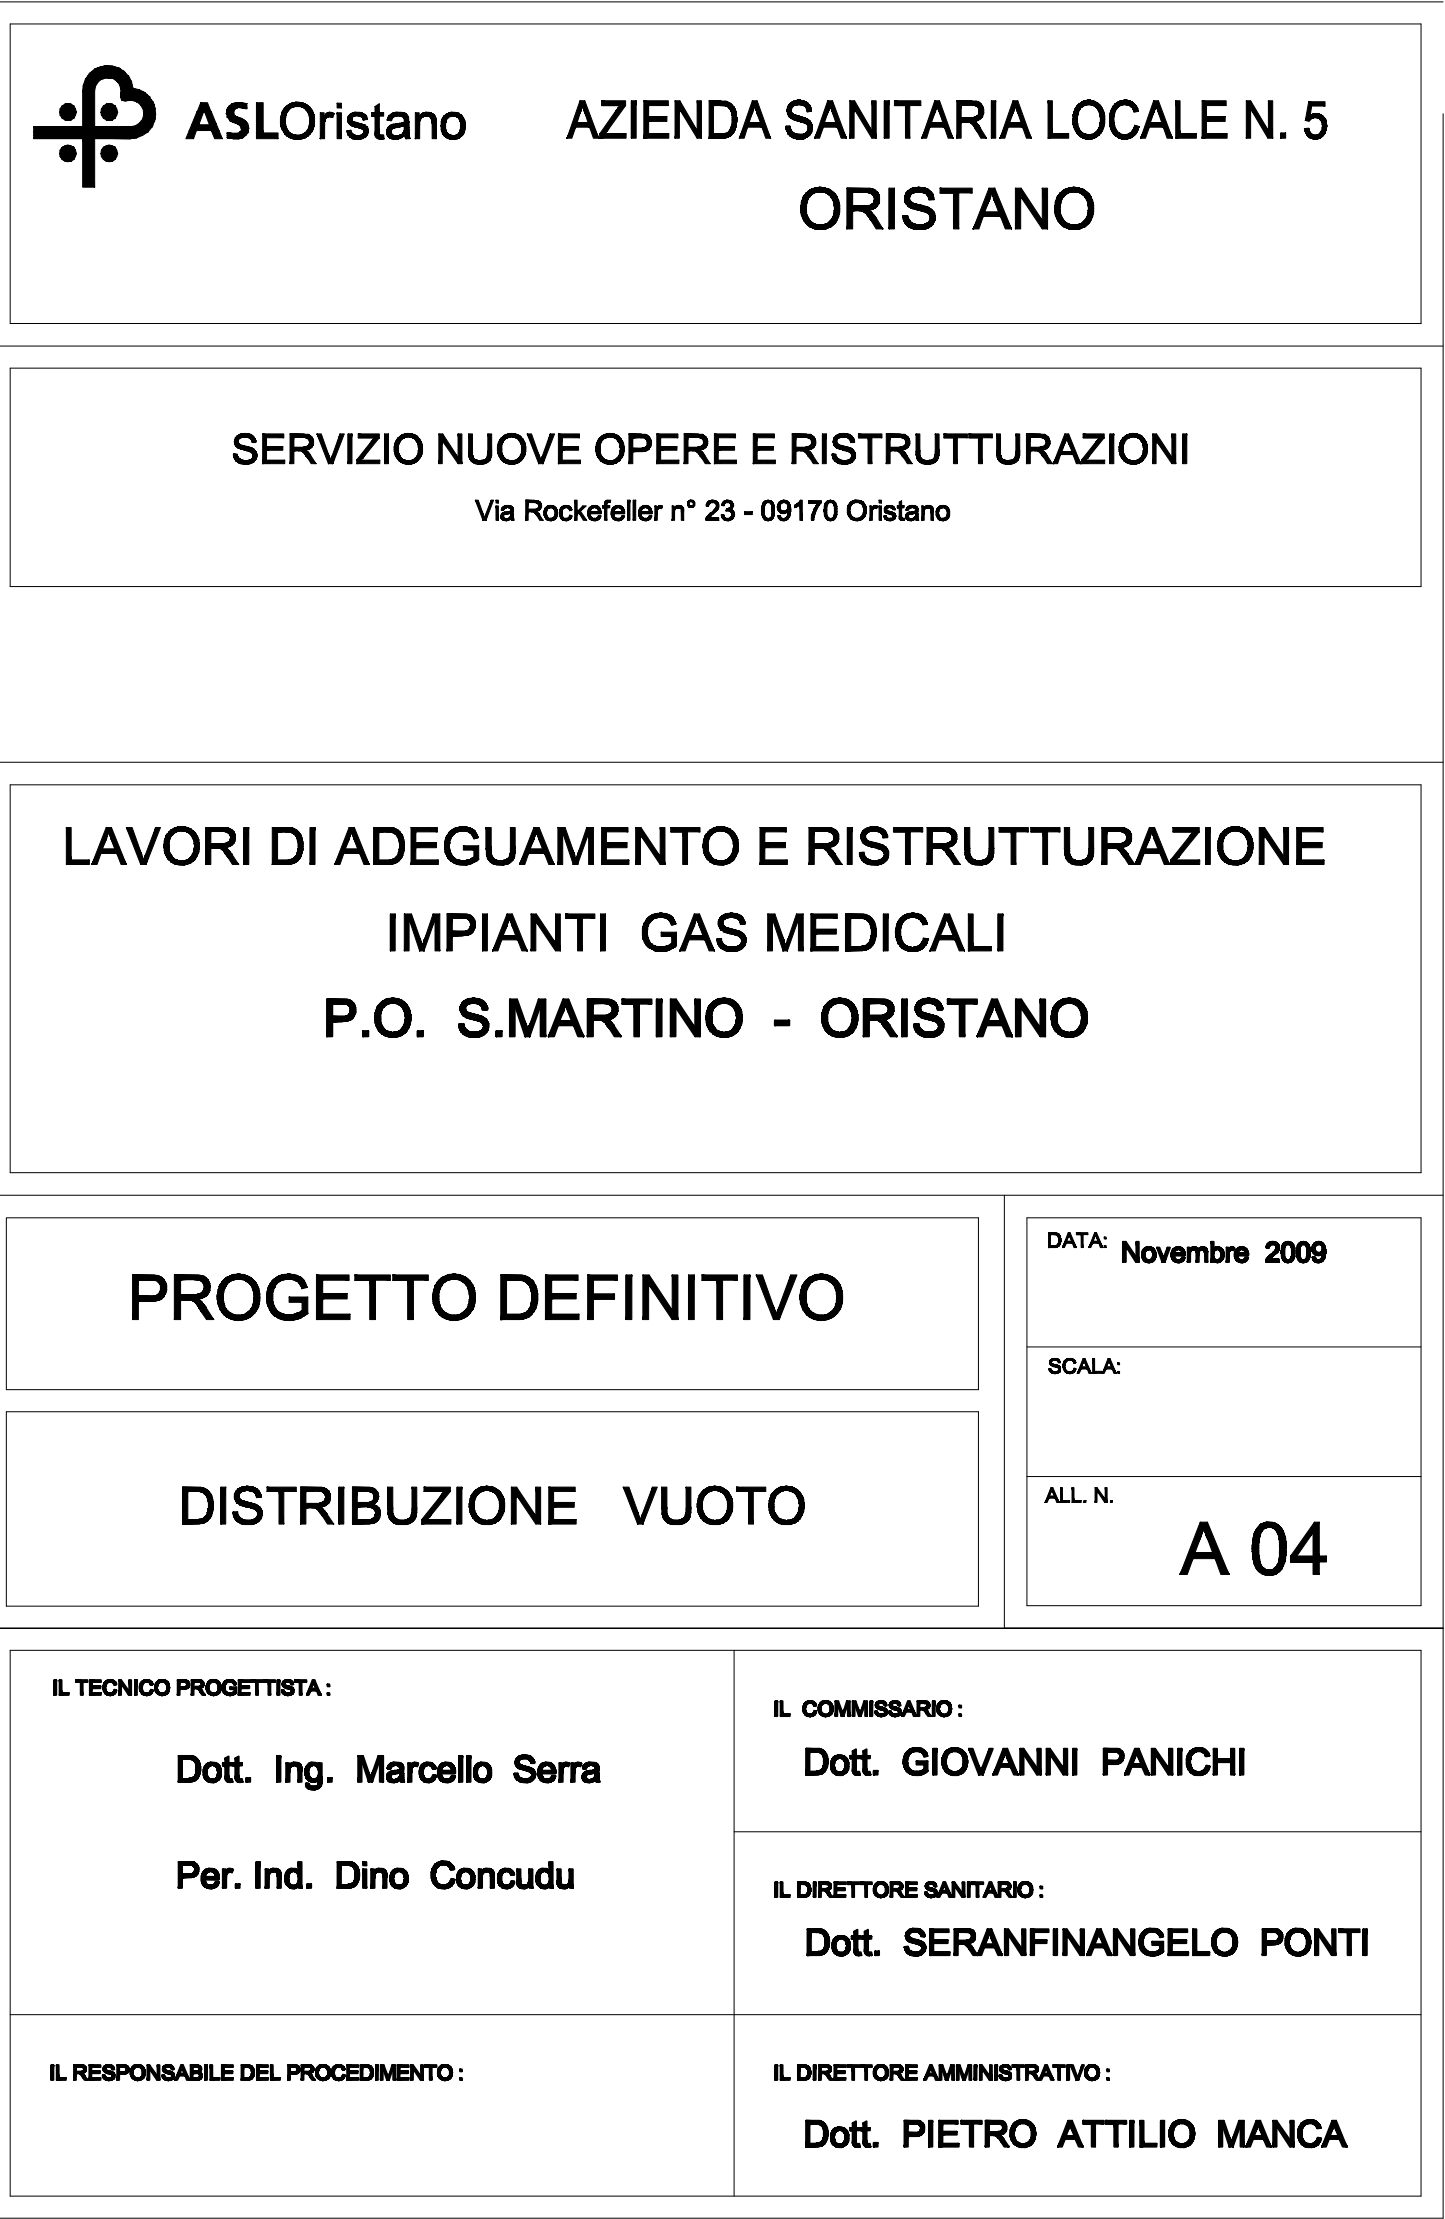 ASLOristano
AZIENDA SANITARIA LOCALE N. 5
ORISTANO
SERVIZIO NUOVE OPERE E RISTRUTTURAZIONI
Via Rockefeller n° 23 - 09170 Oristano
LAVORI DI ADEGUAMENTO E RISTRUTTURAZIONE
IMPIANTI GAS MEDICALI
P.O. S.MARTINO - ORISTANO
PROGETTO DEFINITIVO
DISTRIBUZIONE VUOTO
DATA: Novembre 2009
SCALA:
ALL. N.
A 04
IL TECNICO PROGETTISTA :
Dott. Ing. Marcello Serra
Per. Ind. Dino Concudu
IL RESPONSABILE DEL PROCEDIMENTO :
IL COMMISSARIO :
Dott. GIOVANNI PANICHI
IL DIRETTORE SANITARIO :
Dott. SERANFINANGELO PONTI
IL DIRETTORE AMMINISTRATIVO :
Dott. PIETRO ATTILIO MANCA